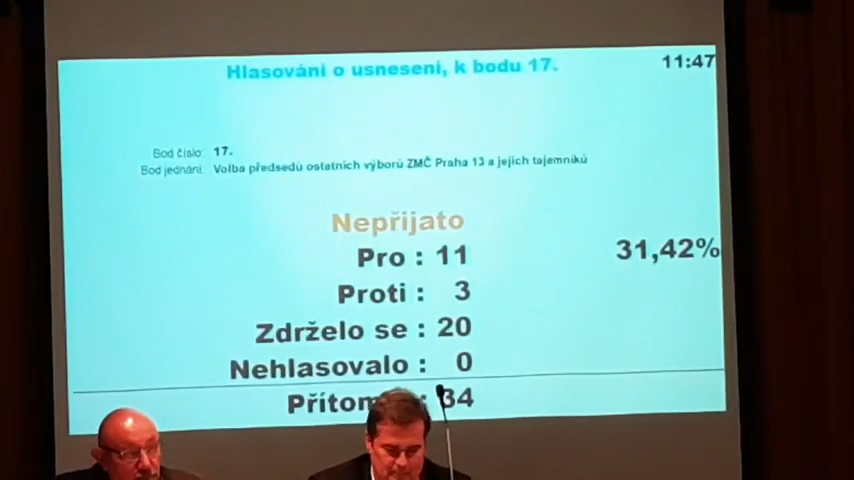 Hlasování o usnesení, k bodu 17.
11:47
Bod číslo: 17.
Bod jednání: Volba předsedů ostatních výborů ZMČ Praha 13 a jejich tajemníků
Nepřijato
Pro : 11
31,42%
Proti : 3
Zdrželo se : 20
Nehlasovalo : 0
: 34